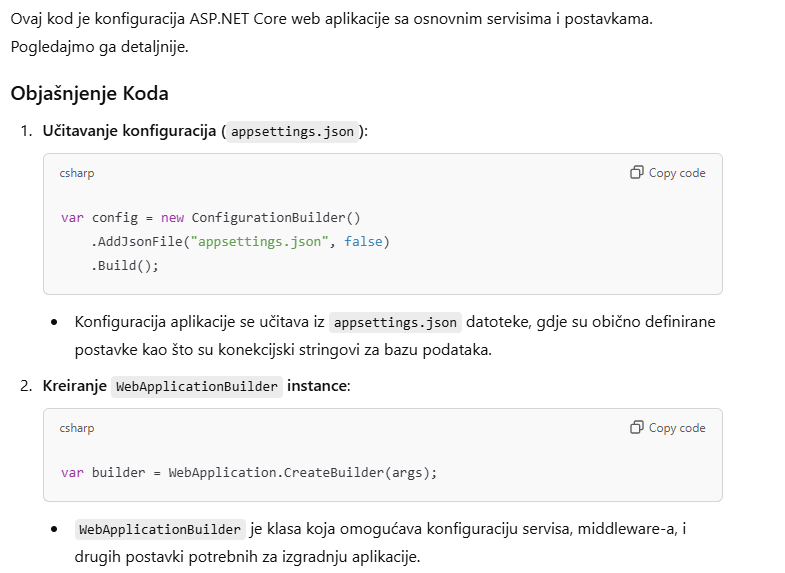 Ovaj kod je konfiguracija ASP.NET Core web aplikacije sa osnovnim servisima i postavkama.
Pogledajmo ga detaljnije.
Objašnjenje Koda
1. Učitavanje konfiguracija ( appsettings.json ):
csharp Copy code
var config = new ConfigurationBuilder()
    .AddJsonFile("appsettings.json", false)
    .Build();
• Konfiguracija aplikacije se učitava iz appsettings.json datoteke, gdje su obično definirane
postavke kao što su konekcijski stringovi za bazu podataka.
2. Kreiranje WebApplicationBuilder instance:
csharp Copy code
var builder = WebApplication.CreateBuilder(args);
• WebApplicationBuilder je klasa koja omogućava konfiguraciju servisa, middleware-a, i
drugih postavki potrebnih za izgradnju aplikacije.